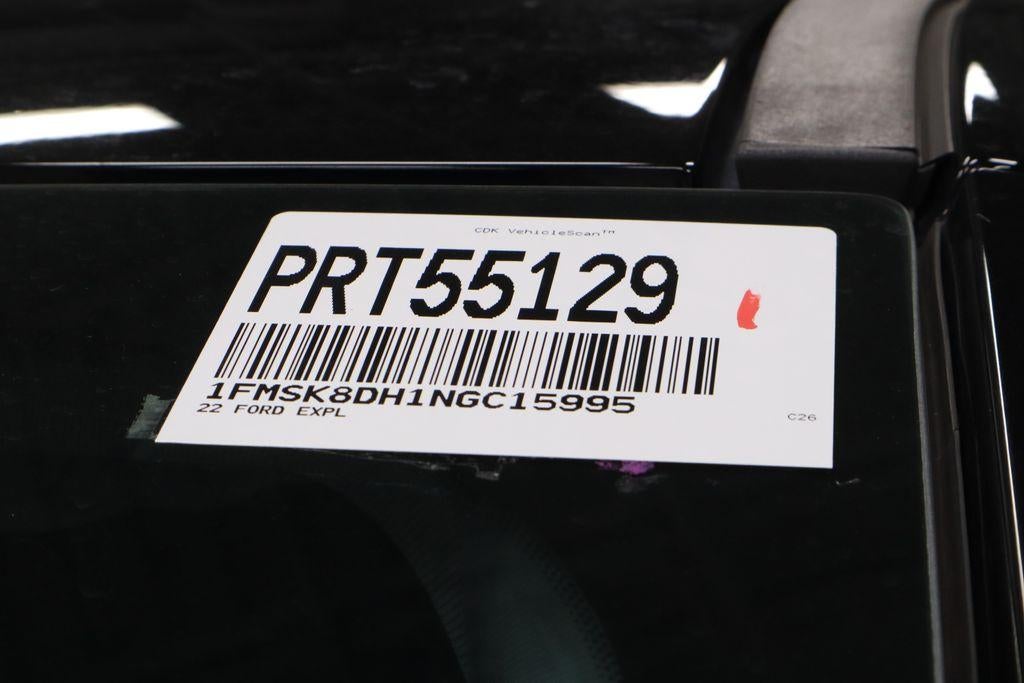 CDK VehicleScan™
PRT55129
1FMSK8DH1NGC15995
22 FORD EXPL
C26